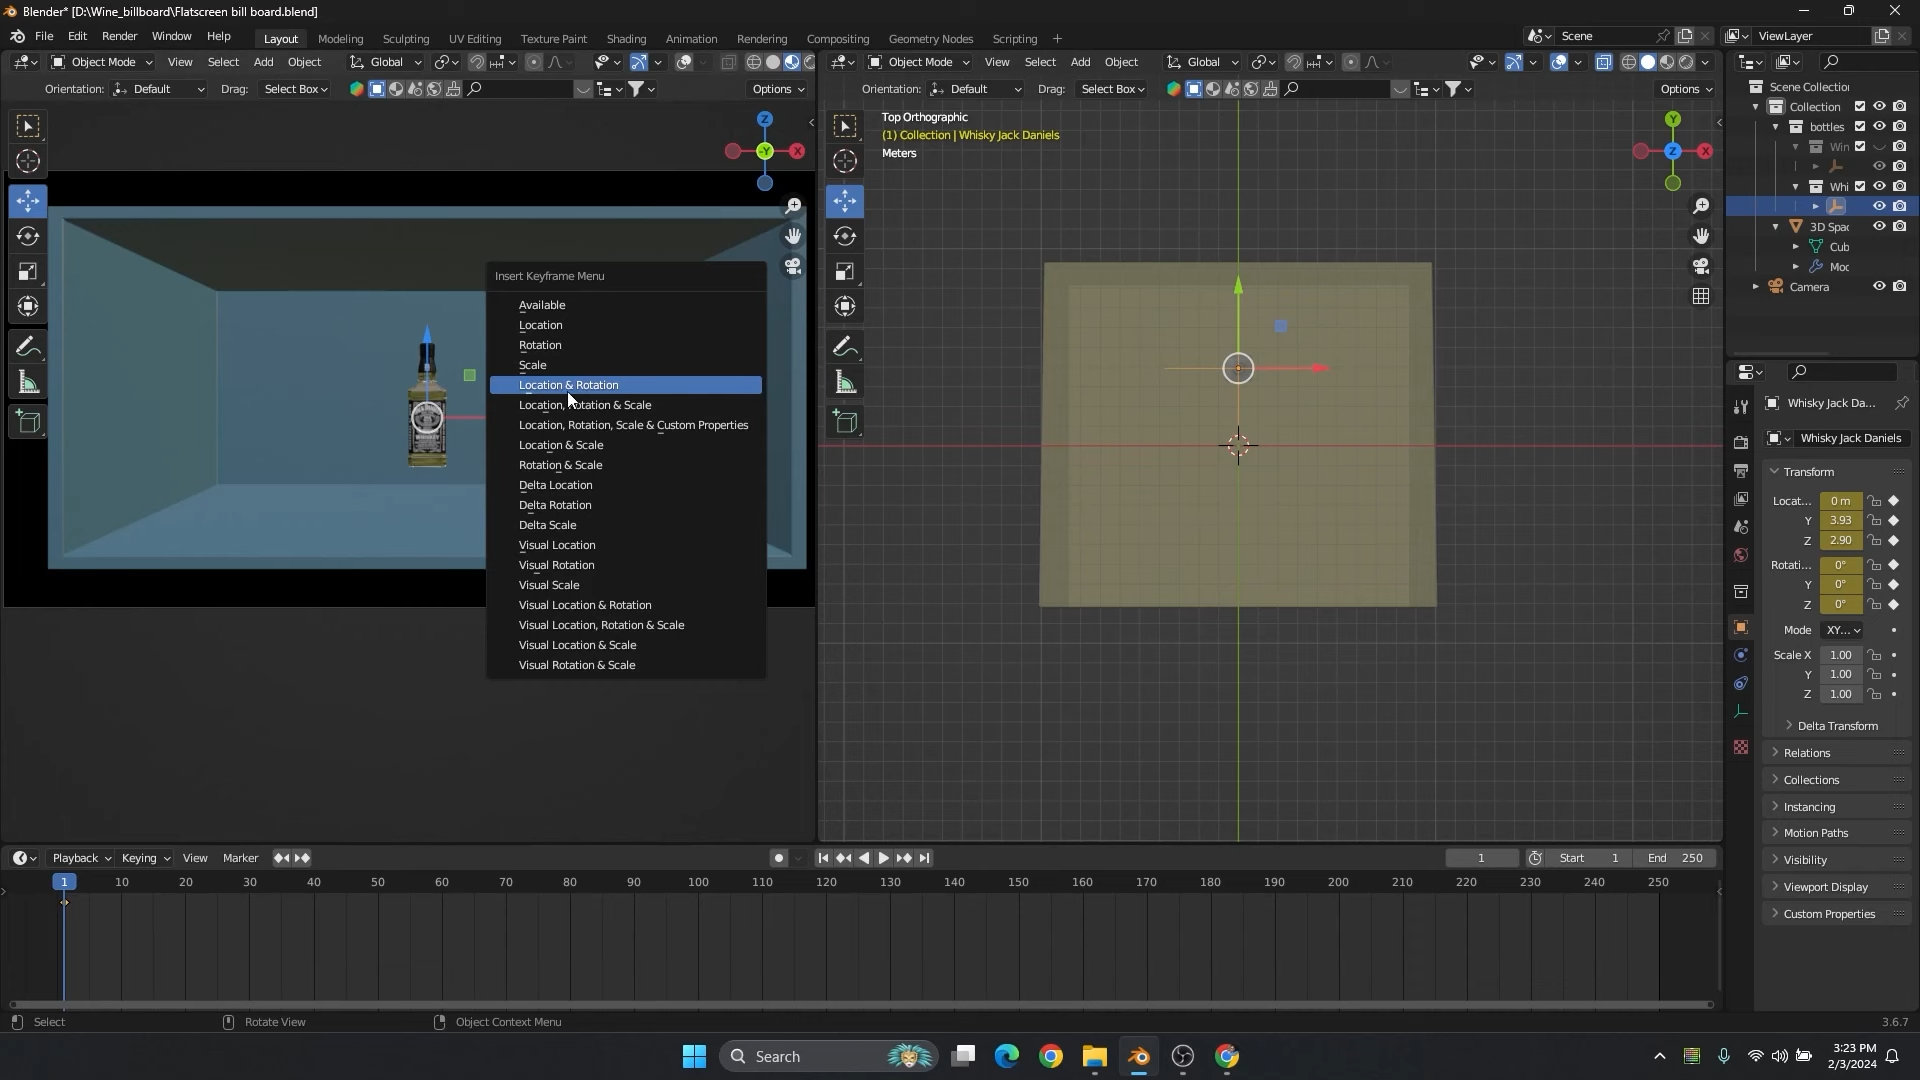 Blender* [D:\Wine_billboard\Flatscreen bill board.blend]
File Edit Render Window Help Layout Modeling Sculpting UV Editing Texture Paint Shading Animation Rendering Compositing Geometry Nodes Scripting + Scene ViewLayer
Object Mode View Select Add Object Global
Object Mode View Select Add Object Global
Orientation: Default Drag: Select Box Options
Orientation: Default Drag: Select Box Options
Z
-Y X
Insert Keyframe Menu
Available
Location
Rotation
Scale
Location & Rotation
Location, Rotation & Scale
Location, Rotation, Scale & Custom Properties
Location & Scale
Rotation & Scale
Delta Location
Delta Rotation
Delta Scale
Visual Location
Visual Rotation
Visual Scale
Visual Location & Rotation
Visual Location, Rotation & Scale
Visual Location & Scale
Visual Rotation & Scale
Top Orthographic
(1) Collection | Whisky Jack Daniels
Meters
Y
Z X
Scene Collectio
Collection
bottles
Win
Whi
3D Spac
Cub
Moc
Camera
Whisky Jack Da...
Whisky Jack Daniels
Transform
Locat... 0 m
Y 3.93
Z 2.90
Rotati... 0°
Y 0°
Z 0°
Mode XY...
Scale X 1.00
Y 1.00
Z 1.00
Delta Transform
Relations
Collections
Instancing
Motion Paths
Visibility
Viewport Display
Custom Properties
Playback Keying View Marker 1 Start 1 End 250
1 10 20 30 40 50 60 70 80 90 100 110 120 130 140 150 160 170 180 190 200 210 220 230 240 250
Select Rotate View Object Context Menu 3.6.7
Search
3:23 PM
2/3/2024